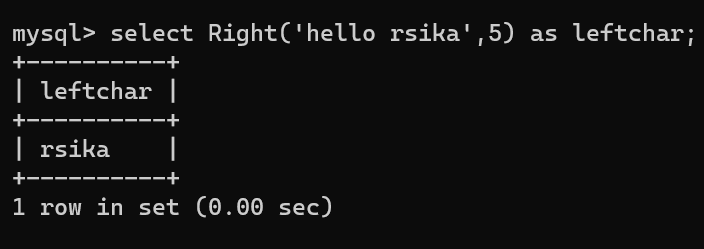 mysql> select Right('hello rsika',5) as leftchar;
+----------+
| leftchar |
+----------+
| rsika    |
+----------+
1 row in set (0.00 sec)